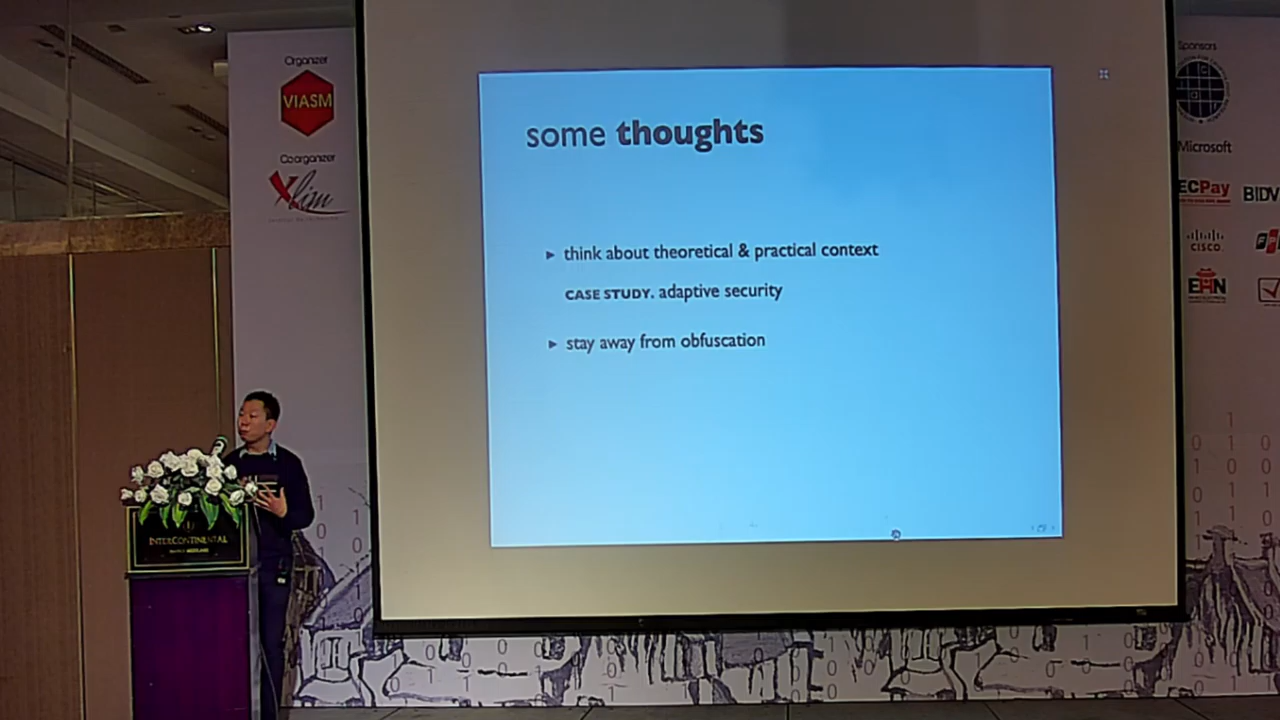 Organizer
VIASM
Coorganizer
Xlim
some thoughts
▸ think about theoretical & practical context
CASE STUDY. adaptive security
▸ stay away from obfuscation
Sponsors
Microsoft
ECPay
BIDV
CISCO
INTERCONTINENTAL